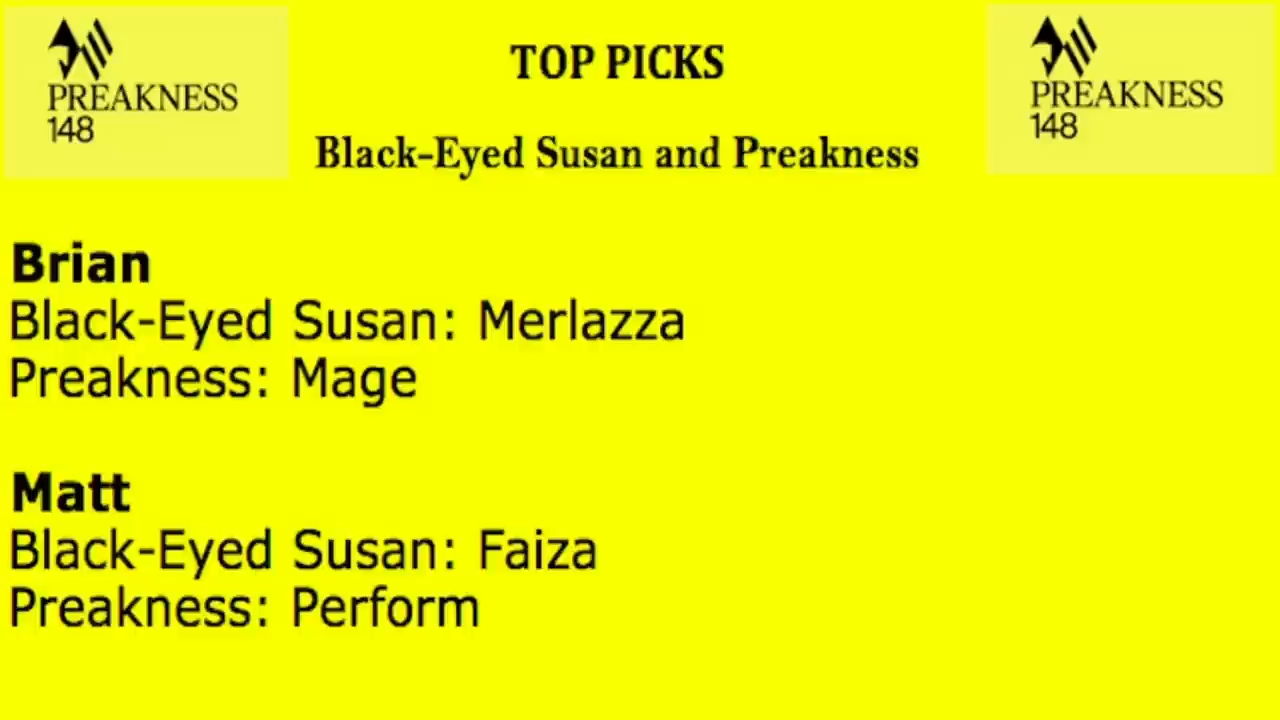 PREAKNESS
148
TOP PICKS
PREAKNESS
148
Black-Eyed Susan and Preakness
Brian
Black-Eyed Susan: Merlazza
Preakness: Mage
Matt
Black-Eyed Susan: Faiza
Preakness: Perform